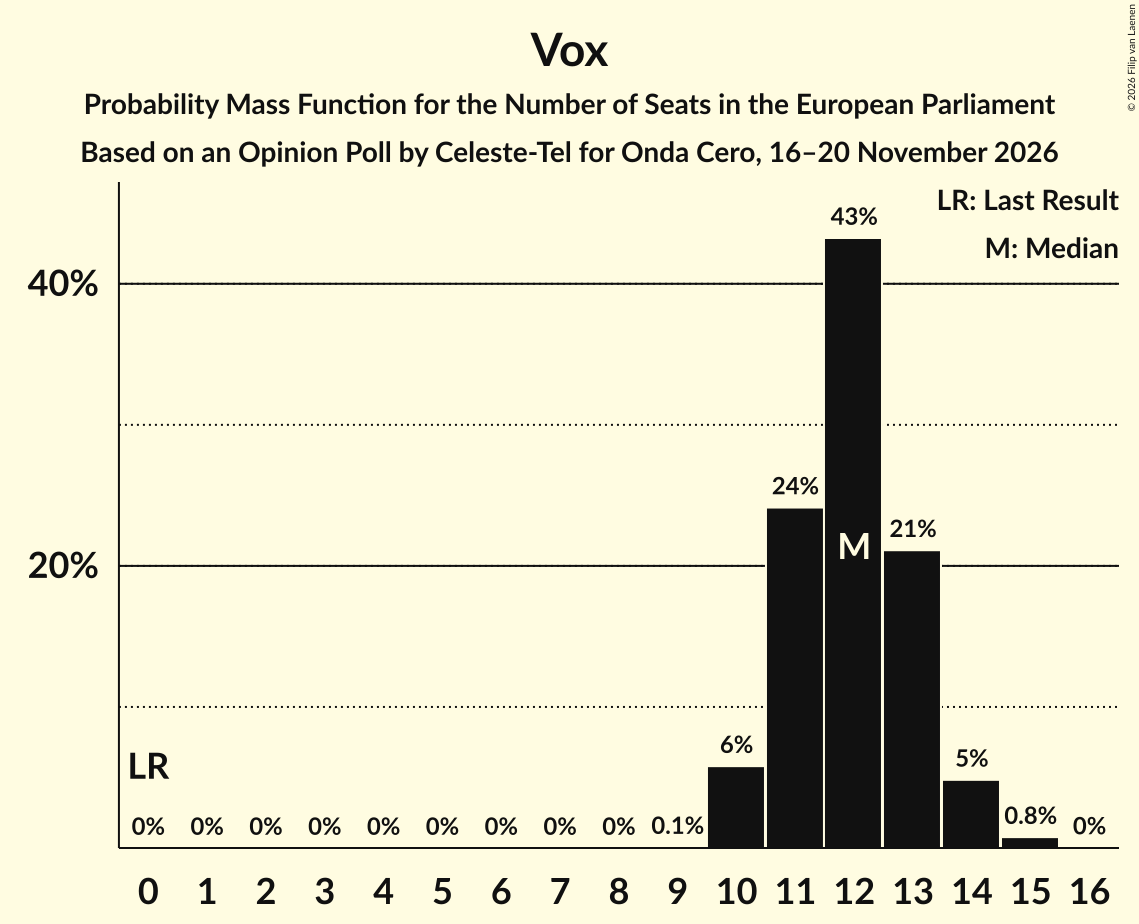 Vox
Probability Mass Function for the Number of Seats in the European Parliament
Based on an Opinion Poll by Celeste-Tel for Onda Cero, 16–20 November 2026
© 2026 Filip van Laenen
LR: Last Result
M: Median
43%
40%
24%
21%
M
20%
6%
5%
LR
0.8%
0% 0% 0% 0% 0% 0% 0% 0% 0% 0.1% 0%
0 1 2 3 4 5 6 7 8 9 10 11 12 13 14 15 16